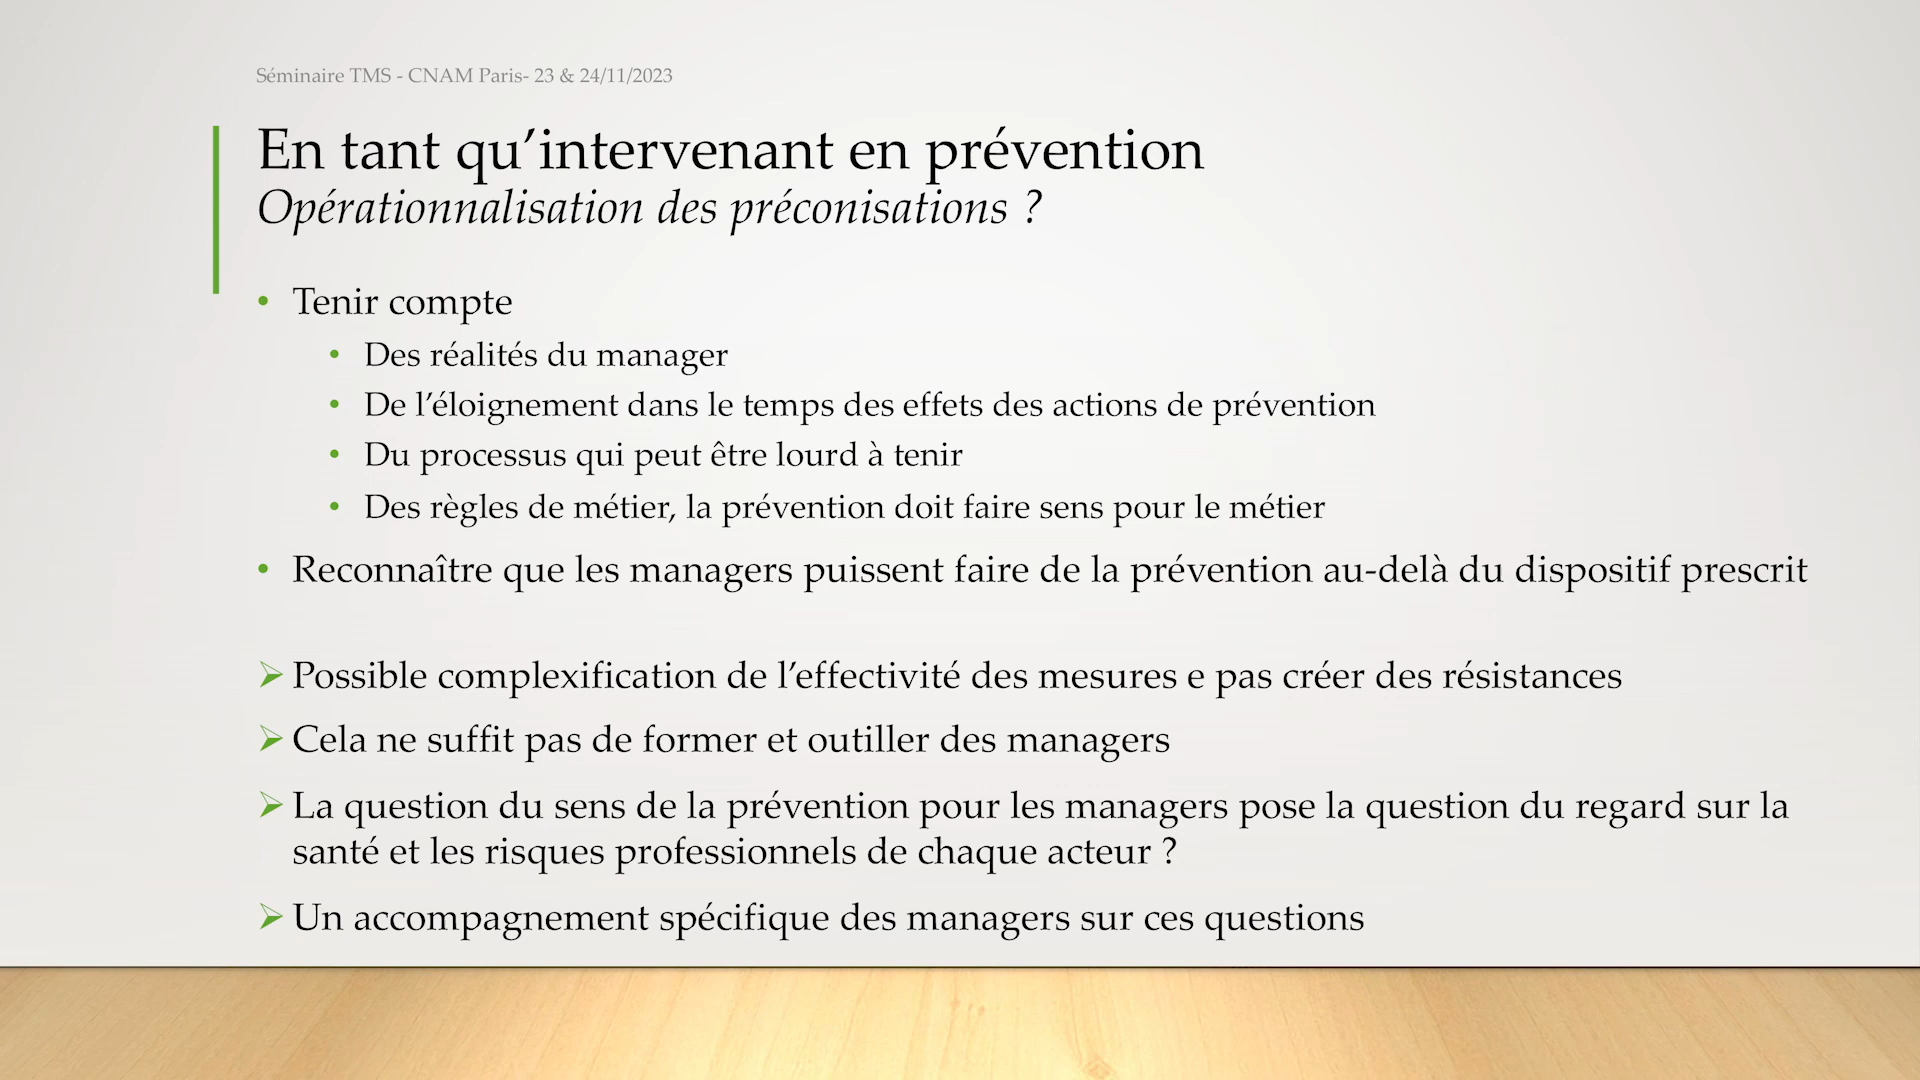 Séminaire TMS - CNAM Paris- 23 & 24/11/2023
En tant qu’intervenant en prévention
Opérationnalisation des préconisations ?
• Tenir compte
• Des réalités du manager
• De l’éloignement dans le temps des effets des actions de prévention
• Du processus qui peut être lourd à tenir
• Des règles de métier, la prévention doit faire sens pour le métier
• Reconnaître que les managers puissent faire de la prévention au-delà du dispositif prescrit
➢ Possible complexification de l’effectivité des mesures e pas créer des résistances
➢ Cela ne suffit pas de former et outiller des managers
➢ La question du sens de la prévention pour les managers pose la question du regard sur la
santé et les risques professionnels de chaque acteur ?
➢ Un accompagnement spécifique des managers sur ces questions